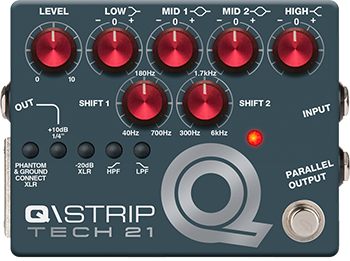 LEVEL LOW MID 1 MID 2 HIGH
- 0 + - 0 + - 0 + - 0 +
0 10 180Hz 1.7kHz
OUT SHIFT 1 SHIFT 2
+10dB
1/4"
40Hz 700Hz 300Hz 6kHz
INPUT
PHANTOM
& GROUND
CONNECT
XLR
-20dB
XLR
HPF
LPF
PARALLEL
OUTPUT
Q\STRIP
TECH 21
Q